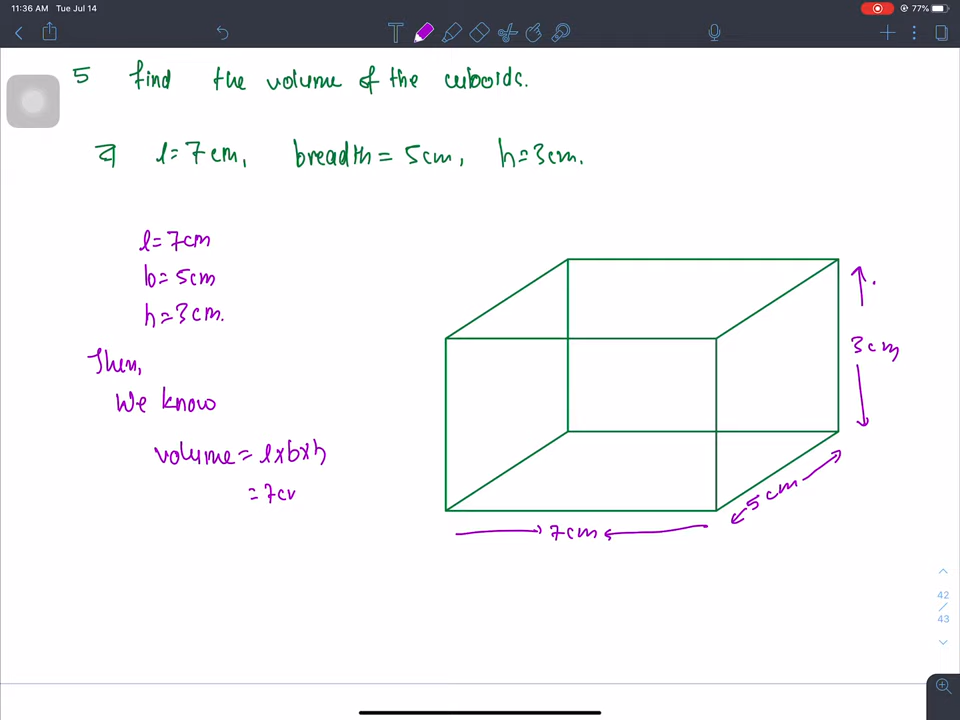 11:36 AM Tue Jul 14
77%
T
5 find the volume of the cuboids.
a) l=7cm, breadth=5cm, h=3cm.
l=7cm
b=5cm
h=3cm.
Then,
We know
volume=l×b×h
=7cm
3cm
5cm
7cm
42
/
43